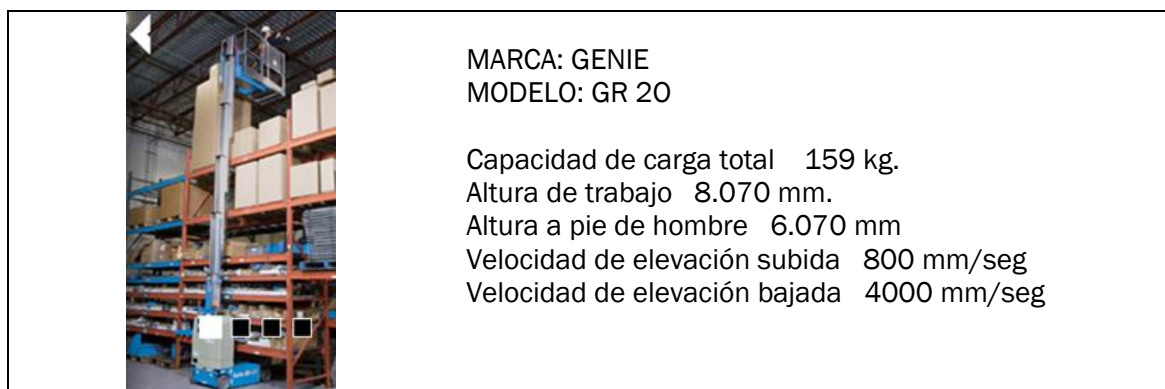 MARCA: GENIE
MODELO: GR 20
Capacidad de carga total 159 kg.
Altura de trabajo 8.070 mm.
Altura a pie de hombre 6.070 mm
Velocidad de elevación subida 800 mm/seg
Velocidad de elevación bajada 4000 mm/seg